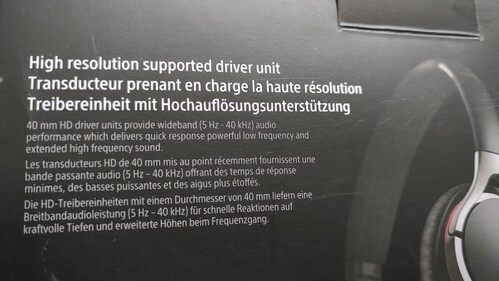 High resolution supported driver unit
Transducteur prenant en charge la haute résolution
Treibereinheit mit Hochauflösungsunterstützung
40 mm HD driver units provide wideband (5 Hz - 40 kHz) audio
performance which delivers quick response powerful low frequency and
extended high frequency sound.
Les transducteurs HD de 40 mm mis au point récemment fournissent une
bande passante audio (5 Hz - 40 kHz) offrant des temps de réponse
minimes, des basses puissantes et des aigus plus étoffés.
Die HD-Treibereinheiten mit einem Durchmesser von 40 mm liefern eine
Breitbandaudioleistung (5 Hz - 40 kHz) für schnelle Reaktionen auf
kraftvolle Tiefen und erweiterte Höhen beim Frequenzgang.